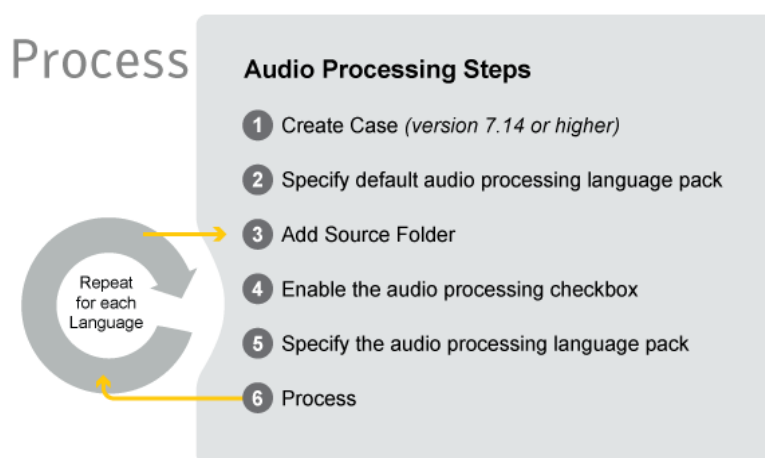 Process
Audio Processing Steps
1 Create Case (version 7.14 or higher)
2 Specify default audio processing language pack
3 Add Source Folder
4 Enable the audio processing checkbox
5 Specify the audio processing language pack
6 Process
Repeat
for each
Language